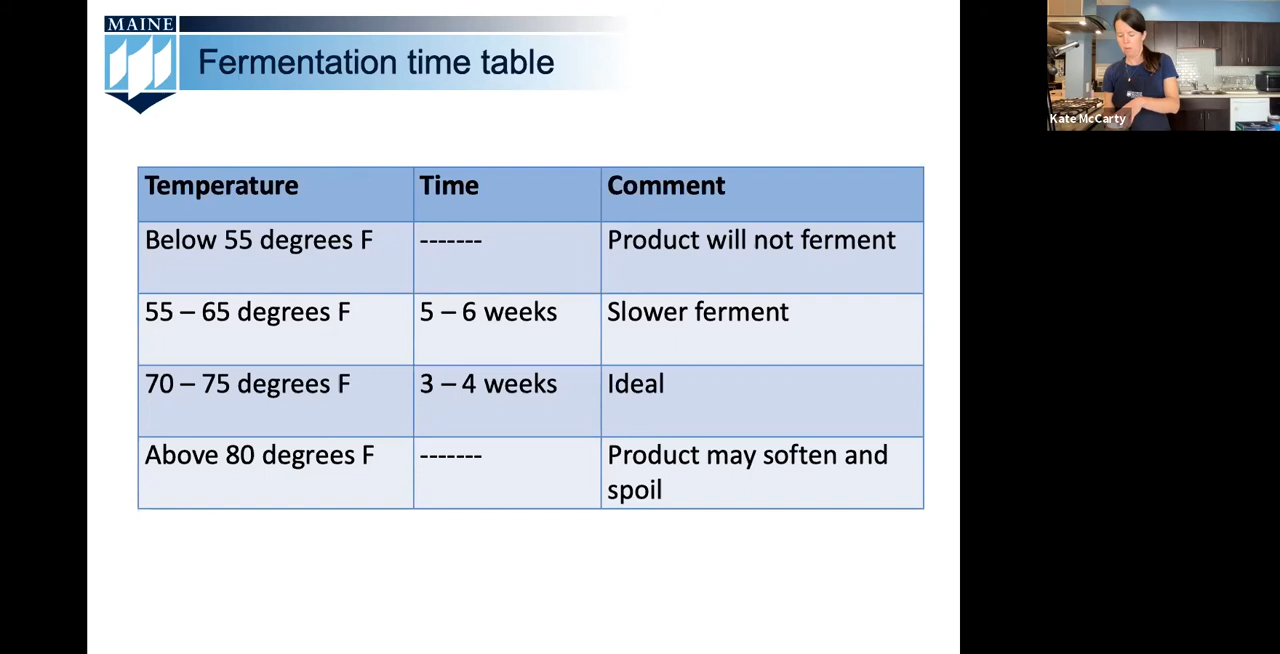 MAINE
Fermentation time table
Kate McCarty
Temperature Time Comment
Below 55 degrees F ------- Product will not ferment
55 – 65 degrees F 5 – 6 weeks Slower ferment
70 – 75 degrees F 3 – 4 weeks Ideal
Above 80 degrees F ------- Product may soften and
spoil